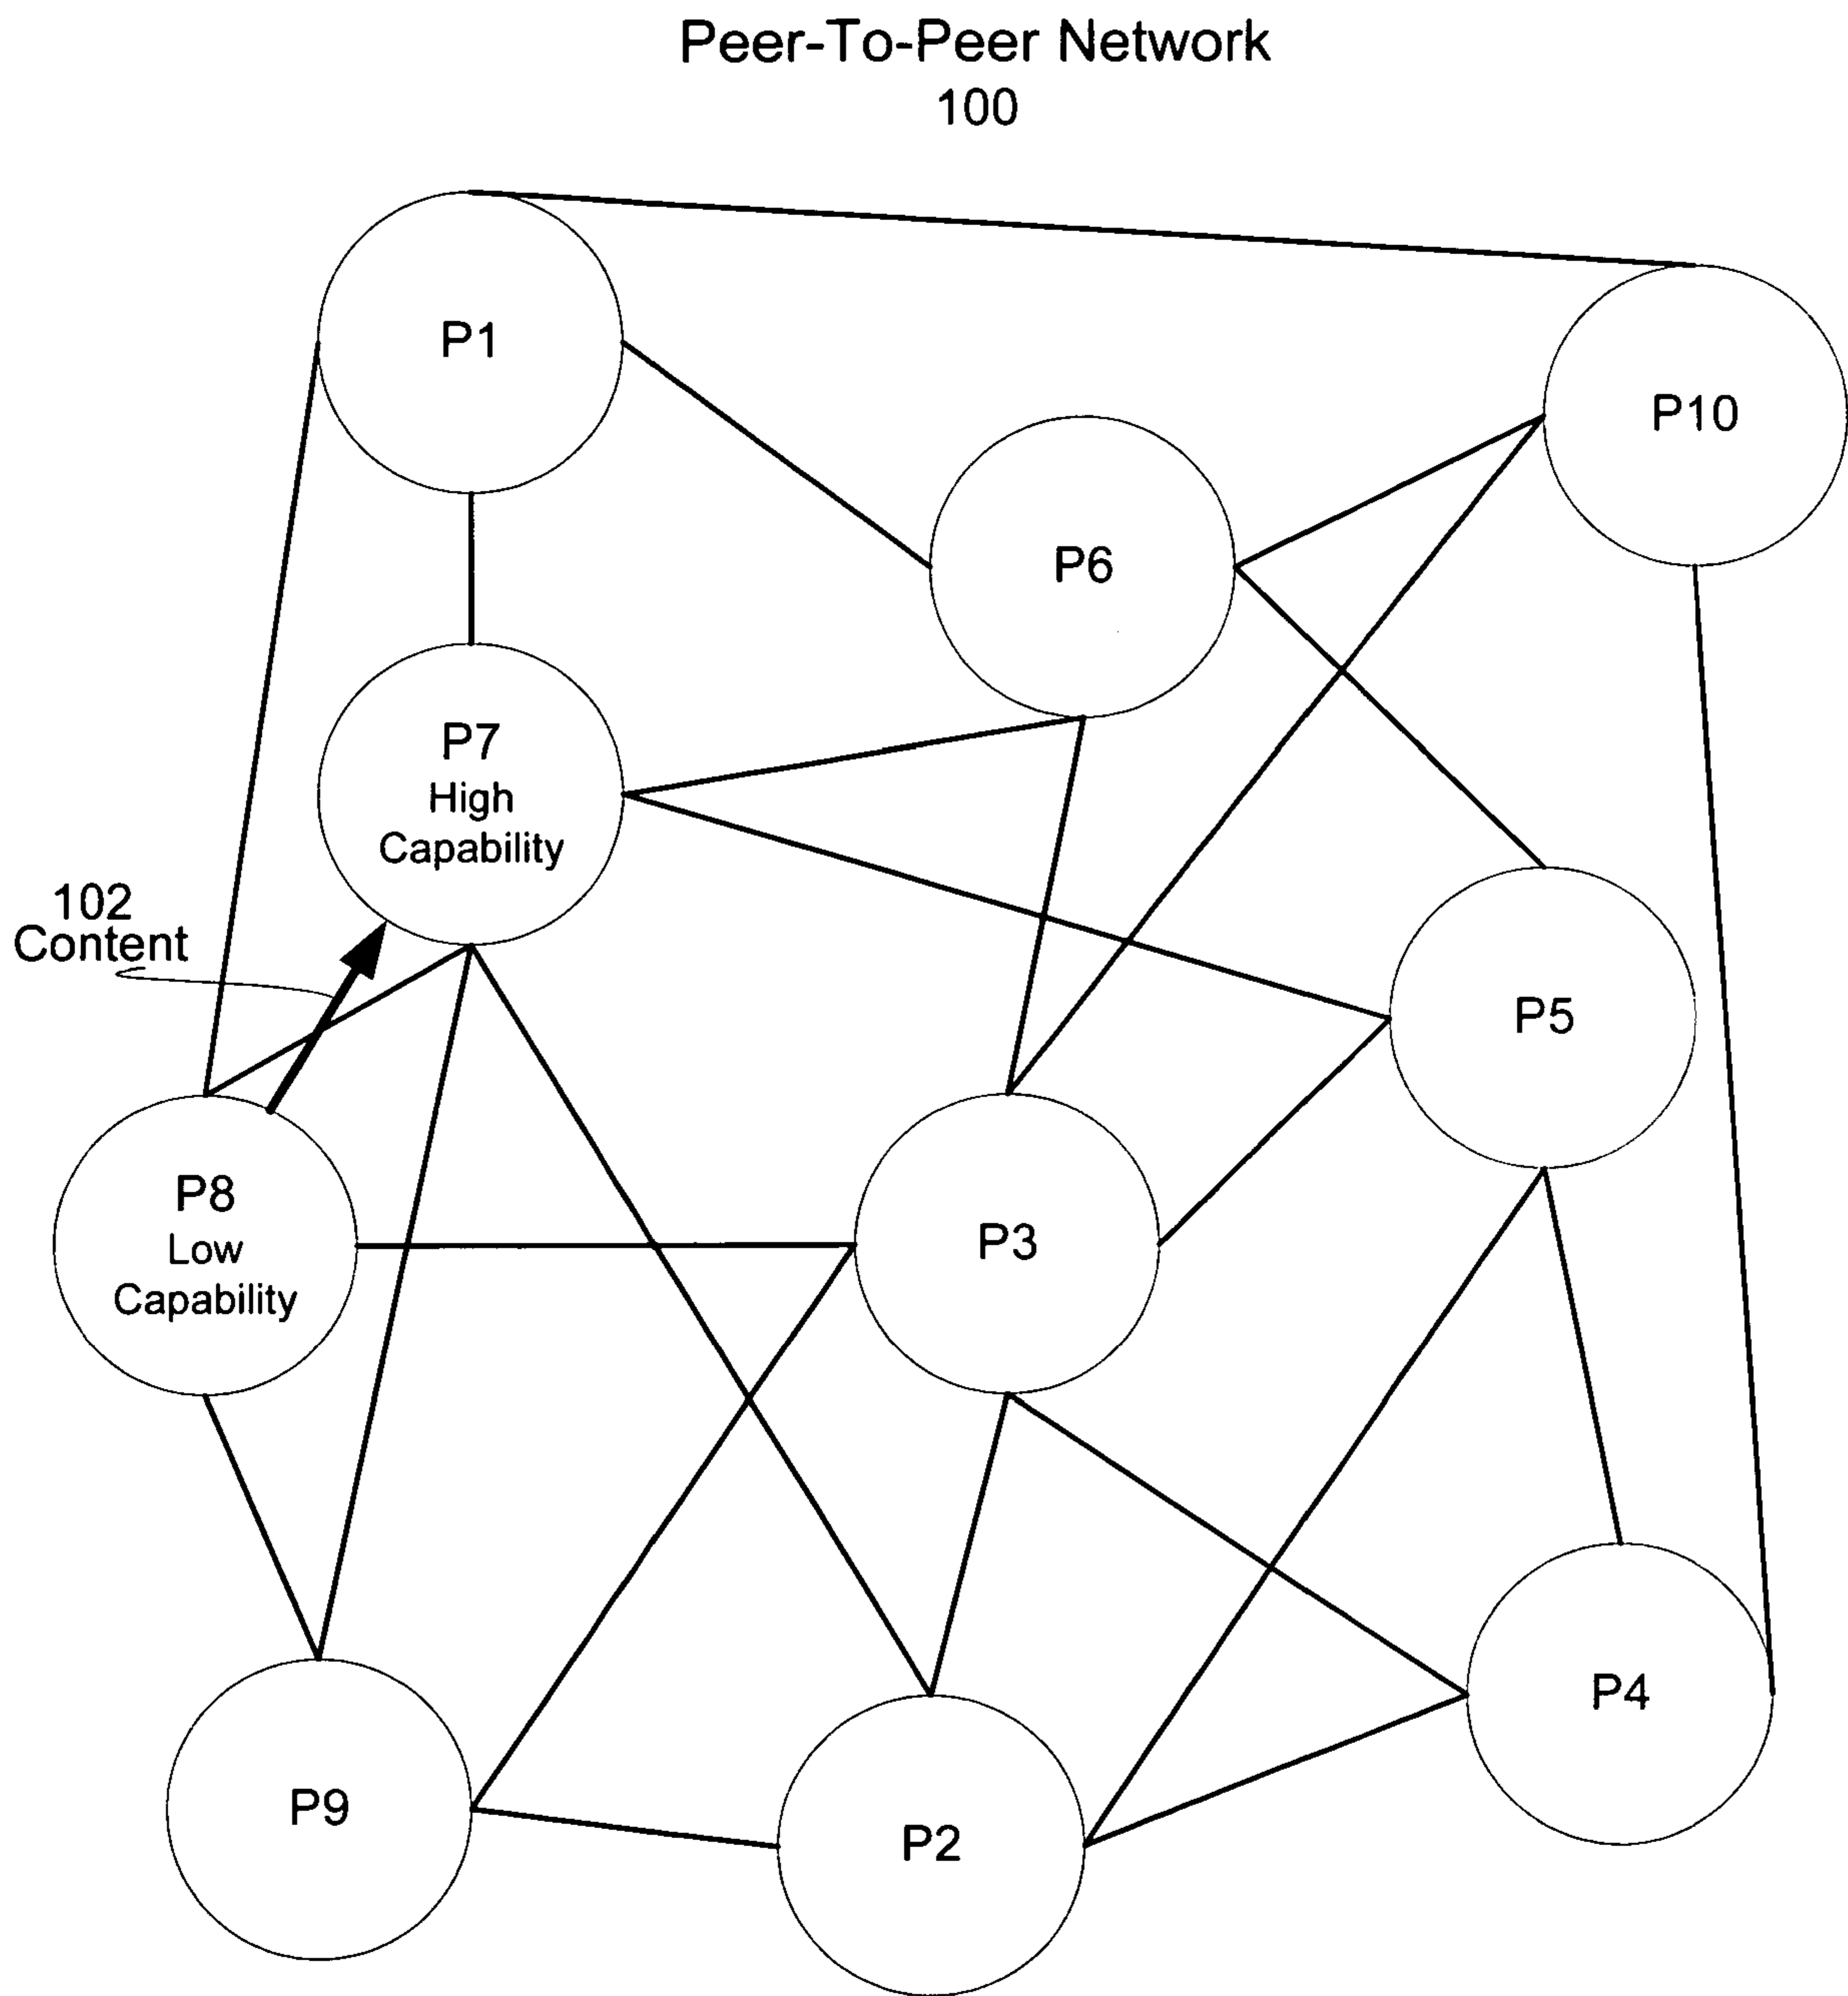 Peer-To-Peer Network
100
P1
P10
P6
P7
High
Capability
102
Content
P5
P8
Low
Capability
P3
P4
P9
P2